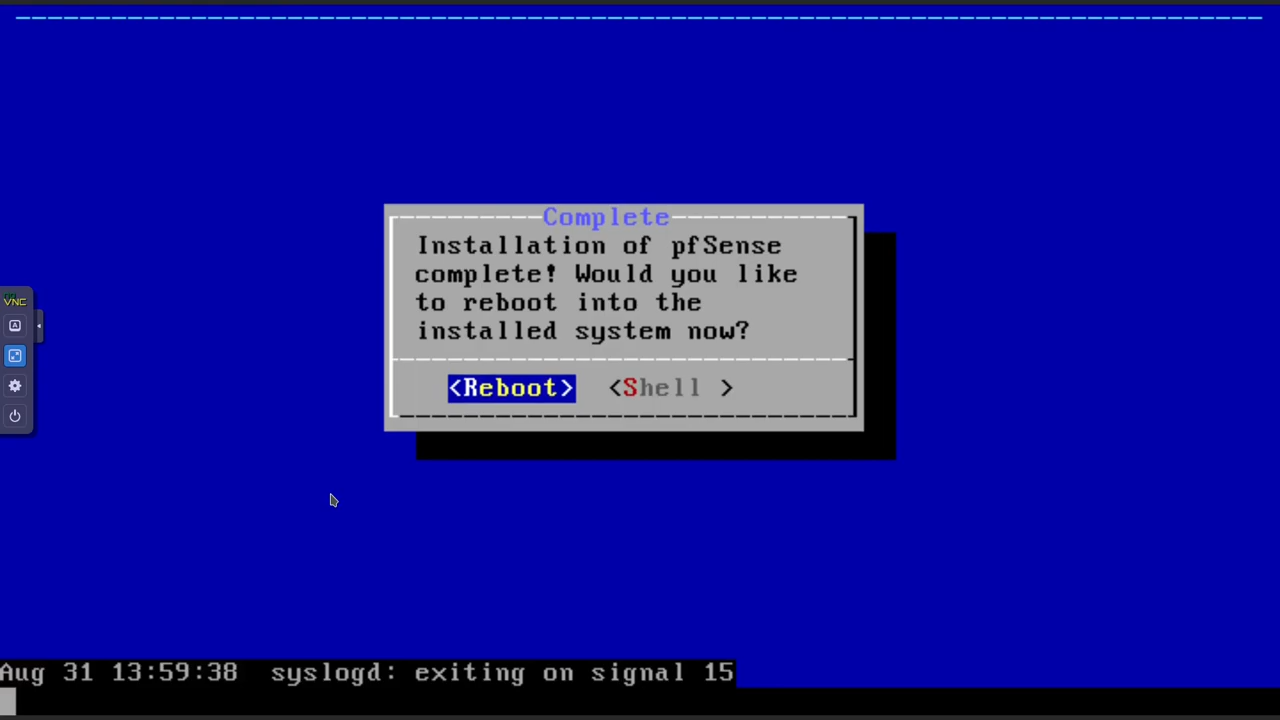 Complete
Installation of pfSense
complete! Would you like
to reboot into the
installed system now?
<Reboot> <Shell >
VNC
A
Aug 31 13:59:38 syslogd: exiting on signal 15